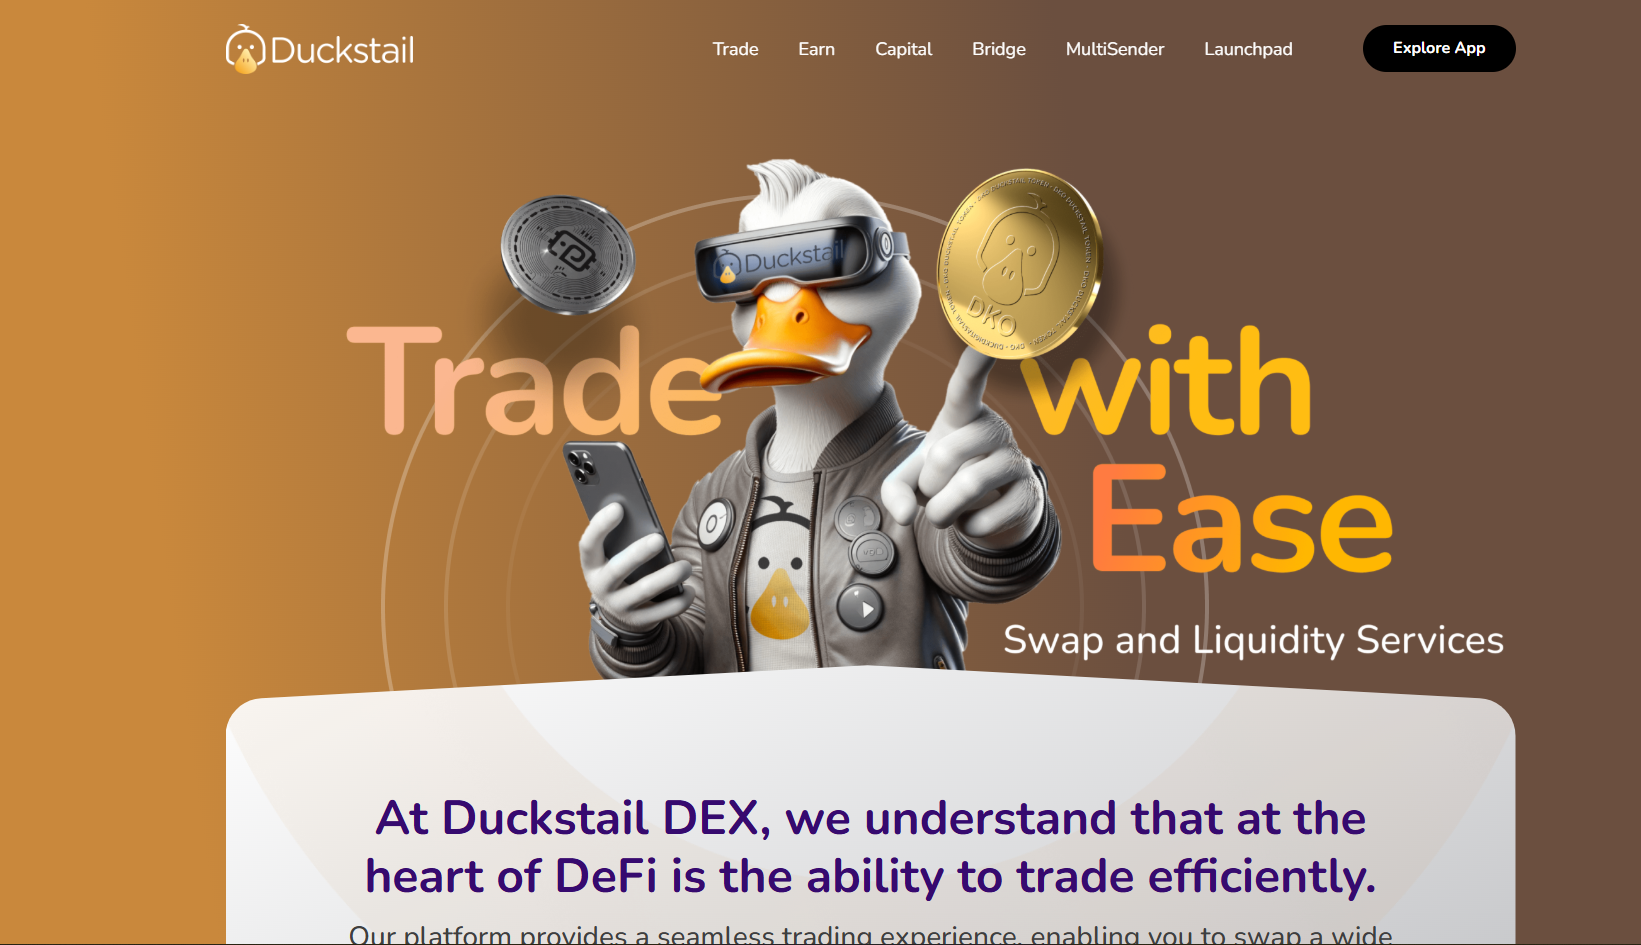 Duckstail
Trade Earn Capital Bridge MultiSender Launchpad Explore App
Duckstail
DKO
Trade with
Ease
Swap and Liquidity Services
At Duckstail DEX, we understand that at the
heart of DeFi is the ability to trade efficiently.
Our platform provides a seamless trading experience, enabling you to swap a wide